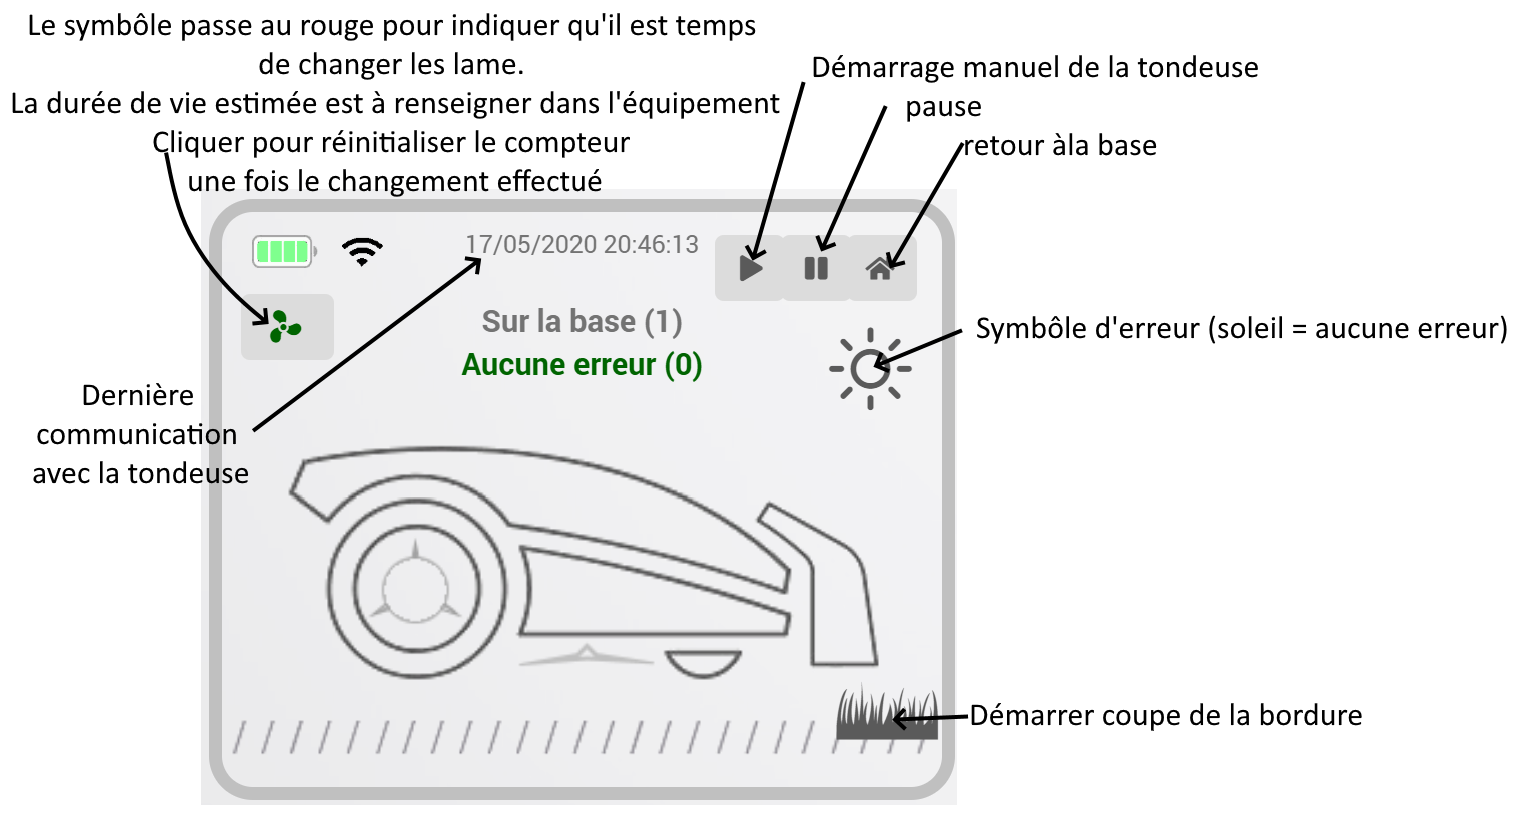 Le symbôle passe au rouge pour indiquer qu'il est temps
de changer les lame.
La durée de vie estimée est à renseigner dans l'équipement
Cliquer pour réinitialiser le compteur
une fois le changement effectué
Démarrage manuel de la tondeuse
pause
retour àla base
17/05/2020 20:46:13
Sur la base (1)
Aucune erreur (0)
Symbôle d'erreur (soleil = aucune erreur)
Dernière
communication
avec la tondeuse
Démarrer coupe de la bordure